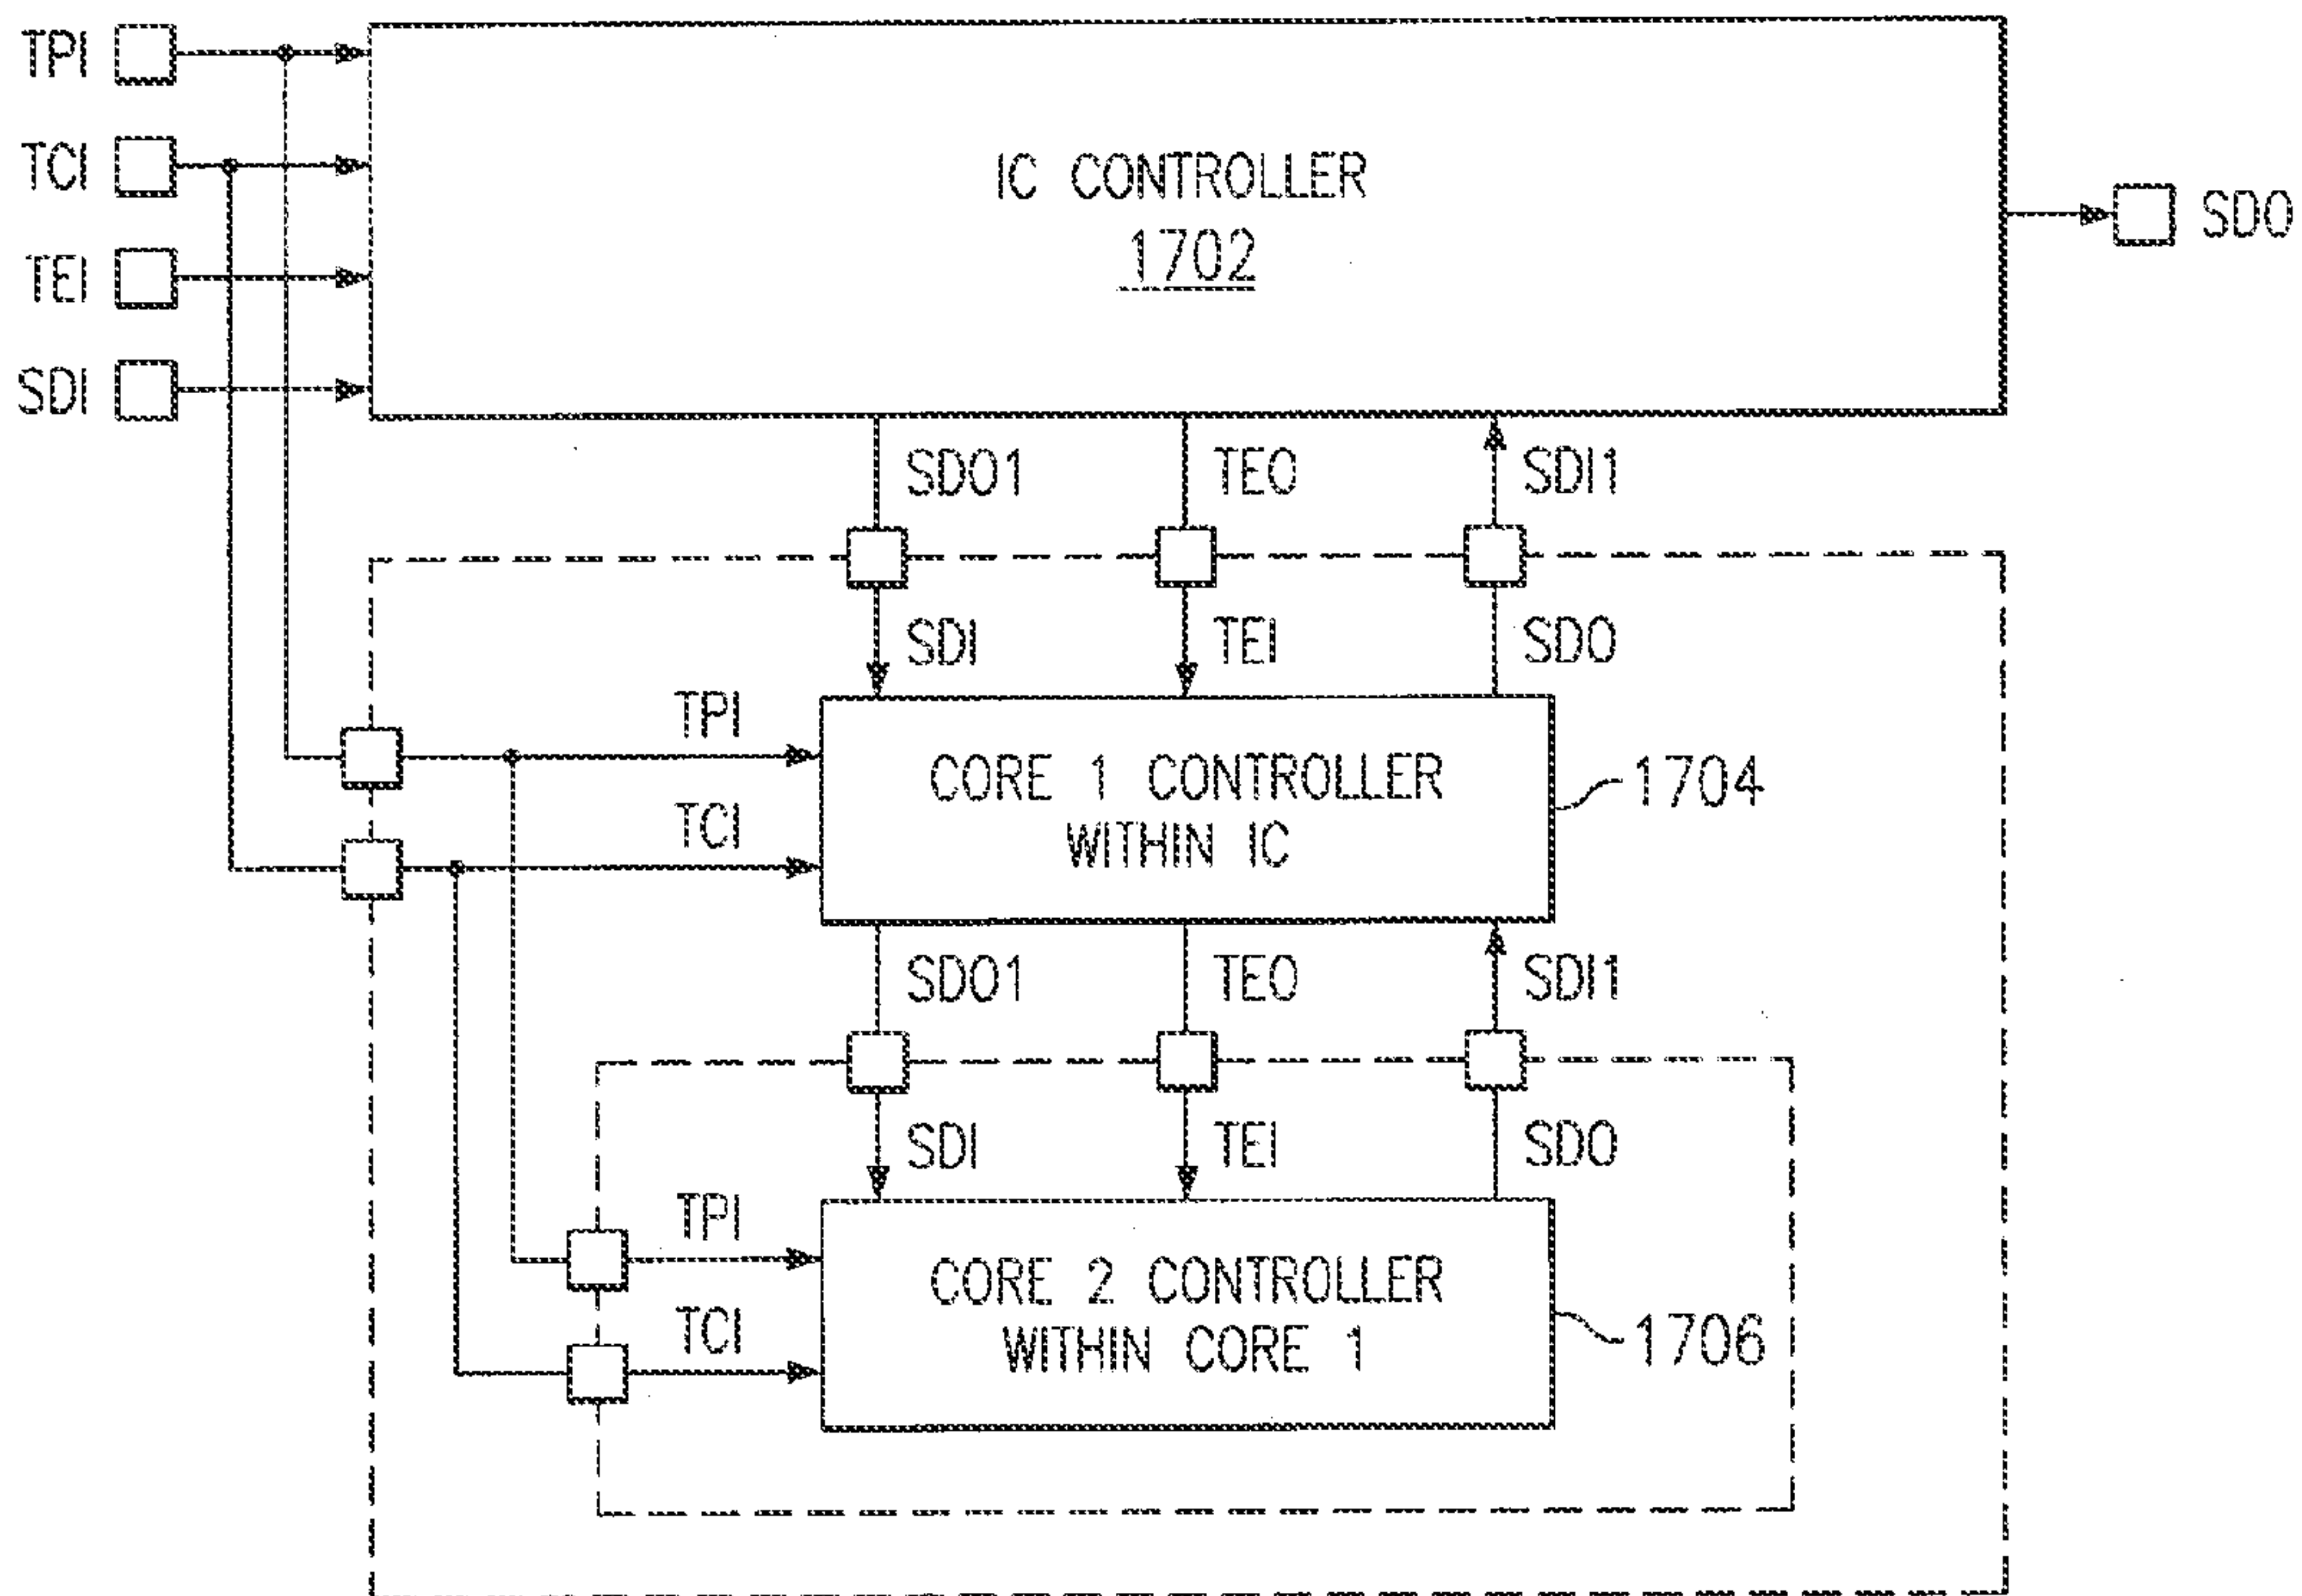 TPI
TCI
TEI
SDI
IC CONTROLLER
1702
SDO
SDO1
TEO
SDI1
SDI
TEI
SDO
TPI
TCI
CORE 1 CONTROLLER
WITHIN IC
1704
SDO1
TEO
SDI1
SDI
TEI
SDO
TPI
TCI
CORE 2 CONTROLLER
WITHIN CORE 1
1706